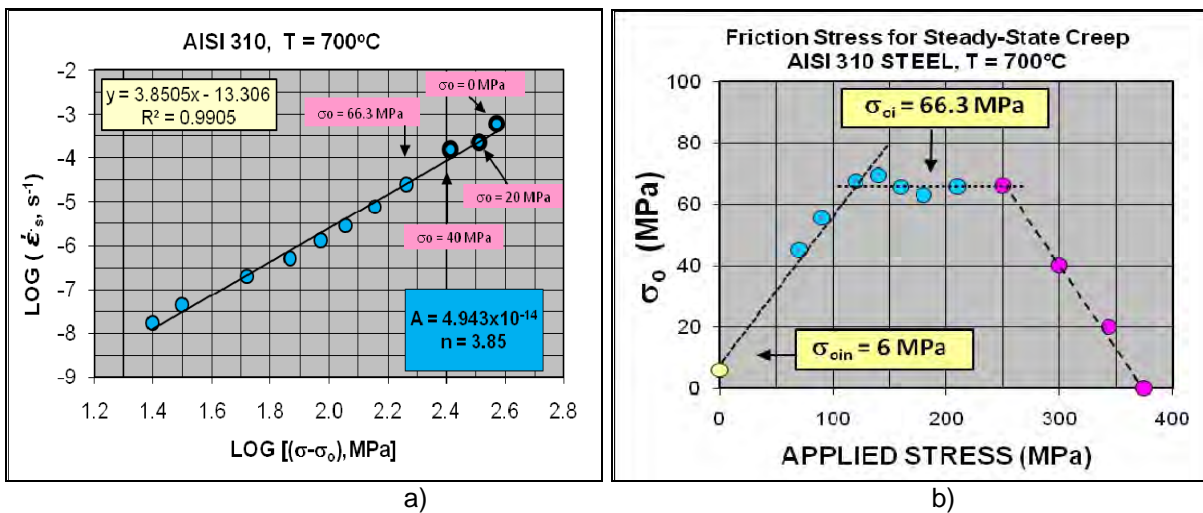 AISI 310, T = 700ºC
y = 3.8505x - 13.306
R² = 0.9905
σo = 66.3 MPa
σo = 0 MPa
σo = 20 MPa
σo = 40 MPa
A = 4.943x10⁻¹⁴
n = 3.85
-2
-3
-4
-5
-6
-7
-8
-9
LOG ( ε̇s, s⁻¹)
1.2 1.4 1.6 1.8 2.0 2.2 2.4 2.6 2.8
LOG [(σ-σo),MPa]
a)
Friction Stress for Steady-State Creep
AISI 310 STEEL, T = 700ºC
100
80
60
40
20
0
σo (MPa)
σoi = 66.3 MPa
σoin = 6 MPa
0 100 200 300 400
APPLIED STRESS (MPa)
b)